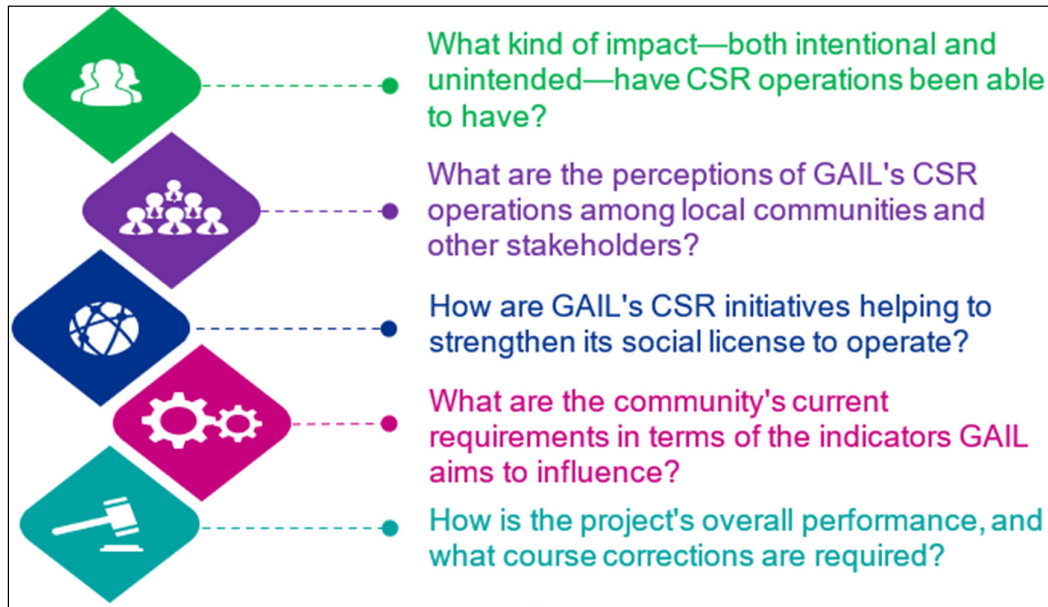 What kind of impact—both intentional and
unintended—have CSR operations been able
to have?
What are the perceptions of GAIL's CSR
operations among local communities and
other stakeholders?
How are GAIL's CSR initiatives helping to
strengthen its social license to operate?
What are the community's current
requirements in terms of the indicators GAIL
aims to influence?
How is the project's overall performance, and
what course corrections are required?